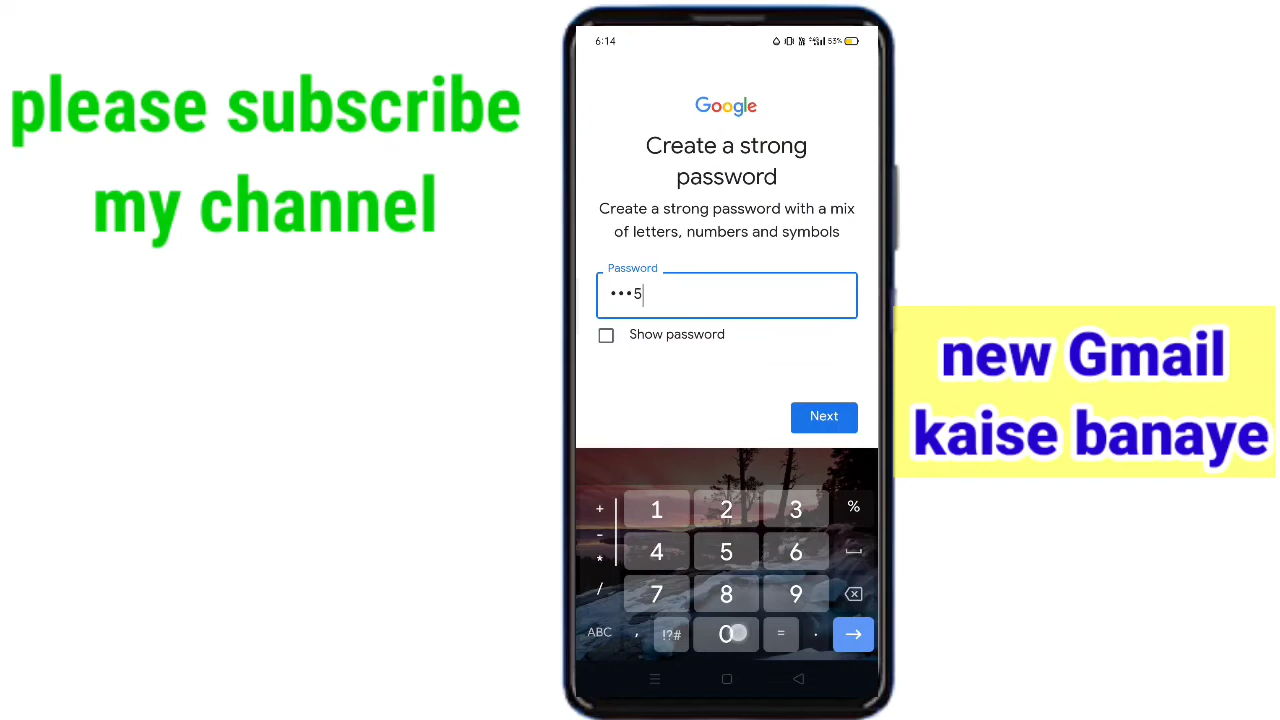 please subscribe
my channel
6:14
53%
Google
Create a strong
password
Create a strong password with a mix
of letters, numbers and symbols
Password
•••5
Show password
Next
new Gmail
kaise banaye
+ 1 2 3 %
-
4 5 6
*
/ 7 8 9
ABC , !?# 0 = .